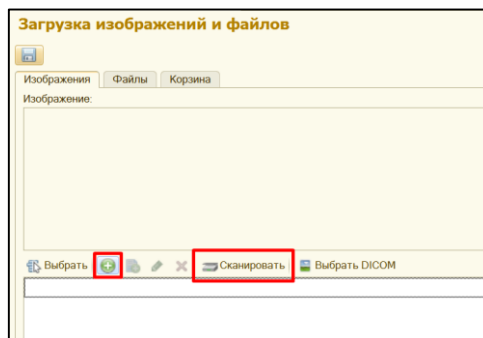 Загрузка изображений и файлов
Изображения Файлы Корзина
Изображение:
Выбрать Сканировать Выбрать DICOM